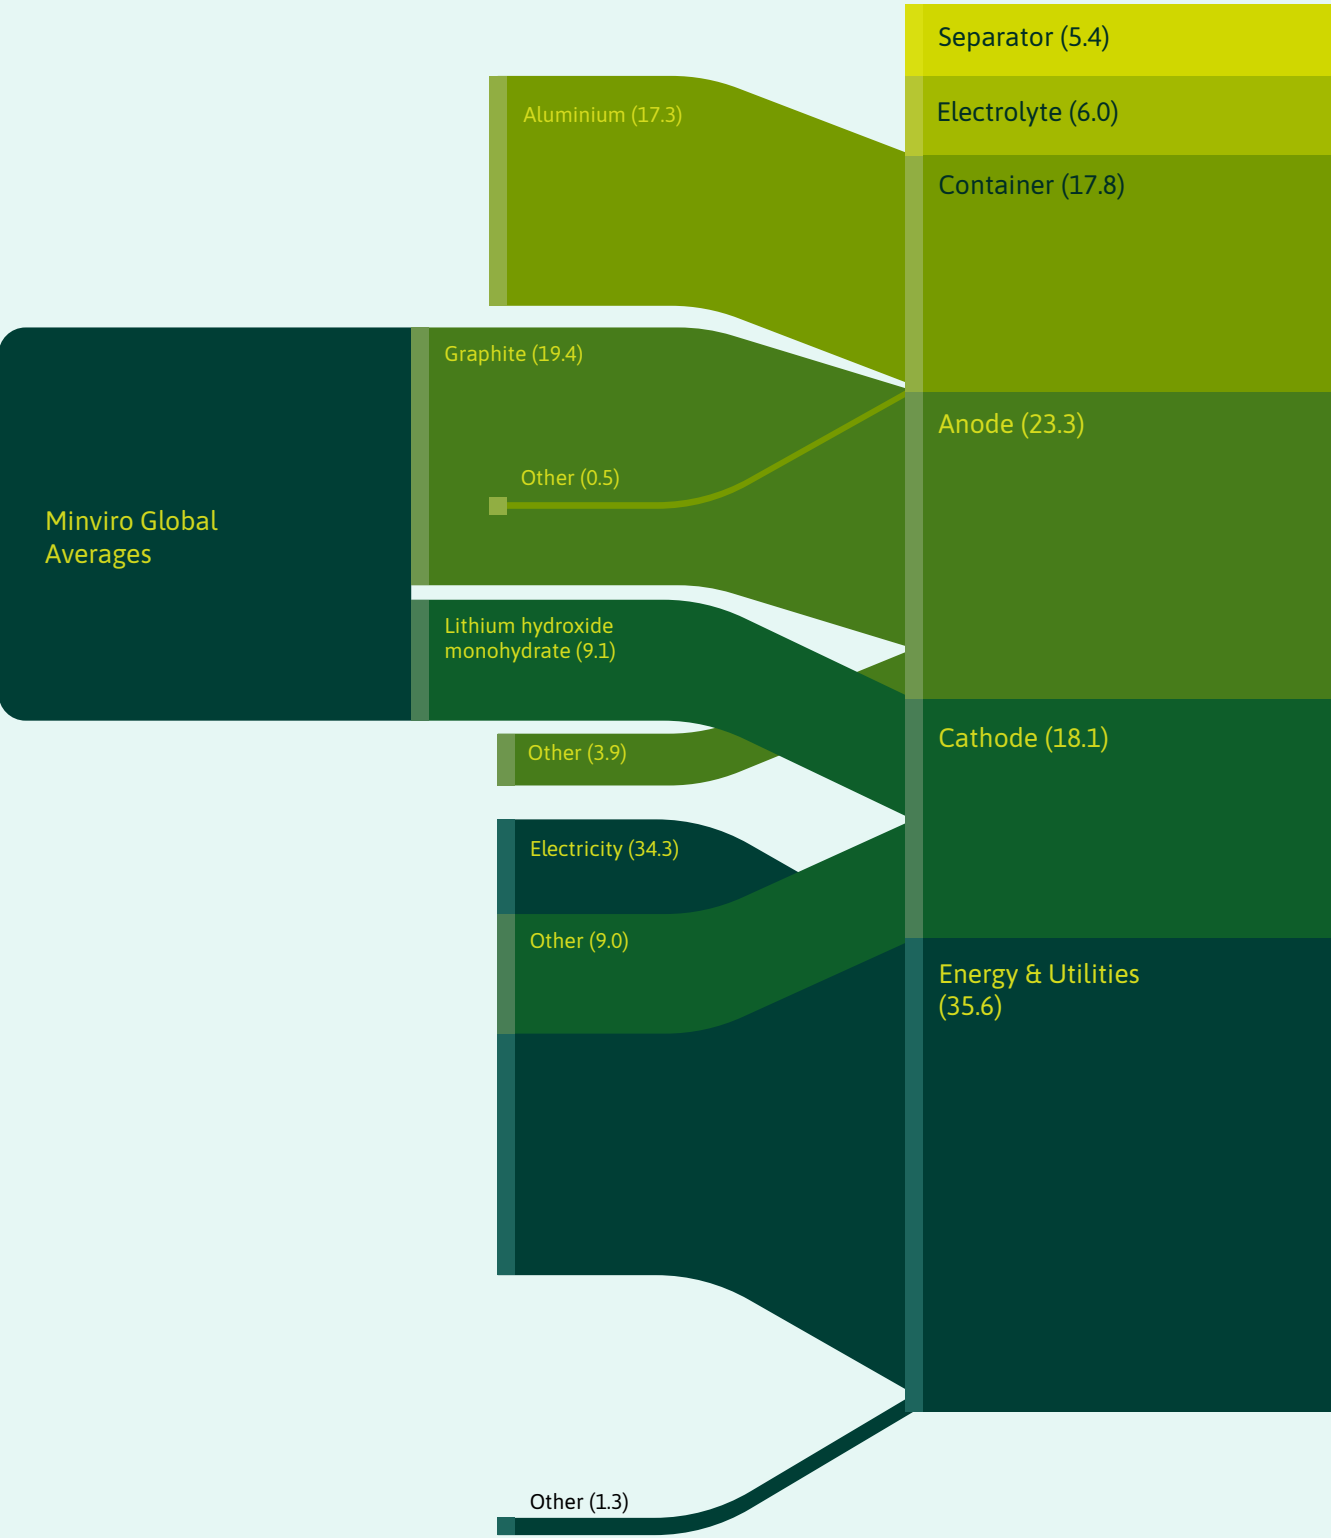 Separator (5.4)
Aluminium (17.3)
Electrolyte (6.0)
Container (17.8)
Graphite (19.4)
Anode (23.3)
Other (0.5)
Minviro Global
Averages
Lithium hydroxide
monohydrate (9.1)
Other (3.9)
Cathode (18.1)
Electricity (34.3)
Other (9.0)
Energy & Utilities
(35.6)
Other (1.3)